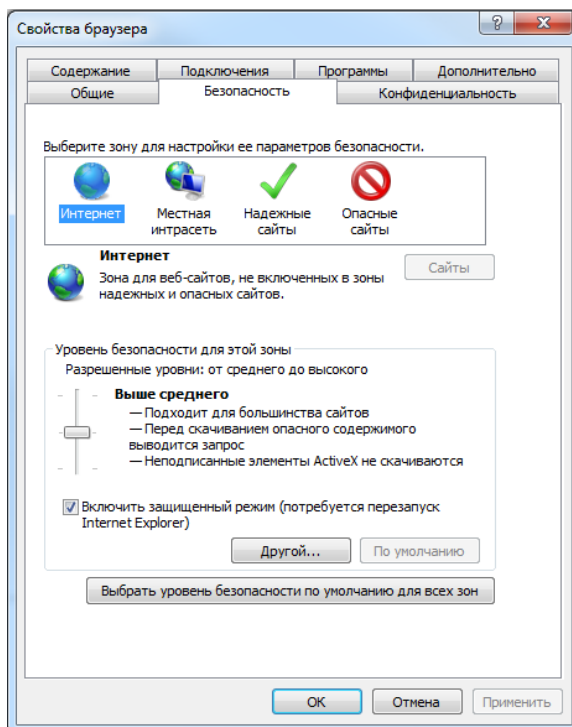 Свойства браузера
Содержание Подключения Программы Дополнительно
Общие Безопасность Конфиденциальность
Выберите зону для настройки ее параметров безопасности.
Интернет Местная интрасеть Надежные сайты Опасные сайты
Интернет
Зона для веб-сайтов, не включенных в зоны
надежных и опасных сайтов.
Сайты
Уровень безопасности для этой зоны
Разрешенные уровни: от среднего до высокого
Выше среднего
— Подходит для большинства сайтов
— Перед скачиванием опасного содержимого
выводится запрос
— Неподписанные элементы ActiveX не скачиваются
Включить защищенный режим (потребуется перезапуск
Internet Explorer)
Другой... По умолчанию
Выбрать уровень безопасности по умолчанию для всех зон
ОК Отмена Применить